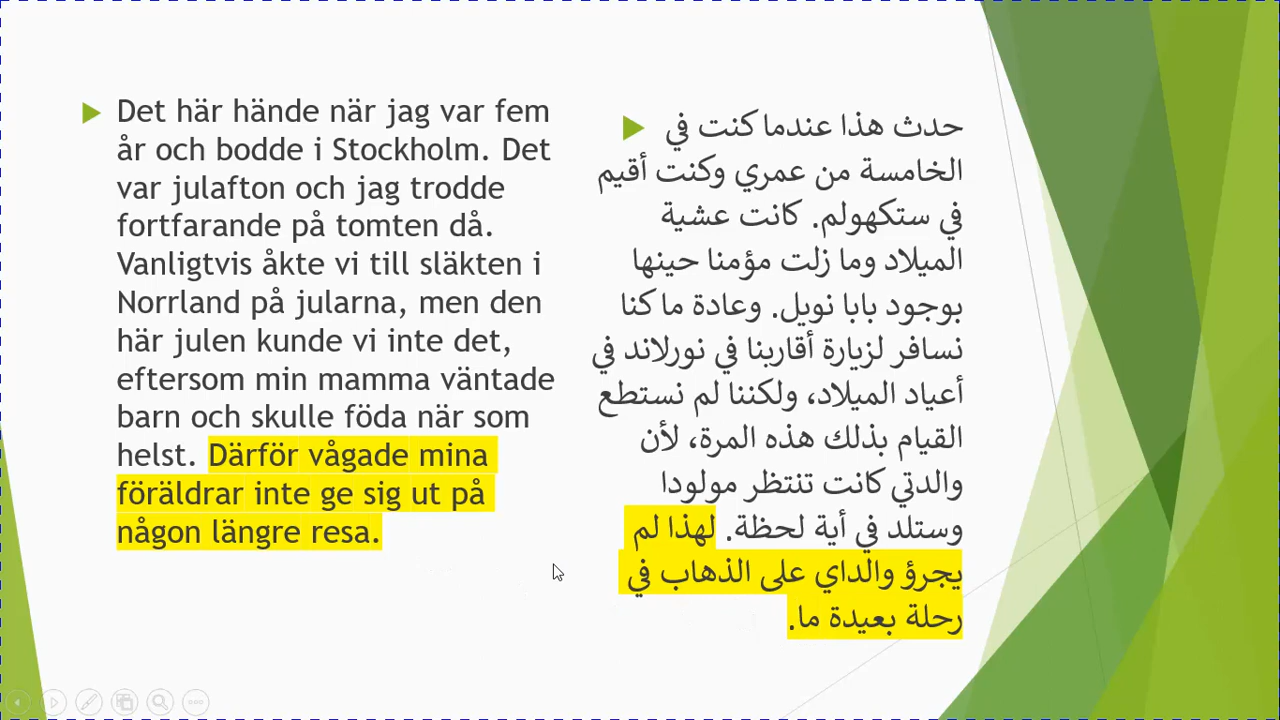 Det här hände när jag var fem
år och bodde i Stockholm. Det
var julafton och jag trodde
fortfarande på tomten då.
Vanligtvis åkte vi till släkten i
Norrland på jularna, men den
här julen kunde vi inte det,
eftersom min mamma väntade
barn och skulle föda när som
helst. Därför vågade mina
föräldrar inte ge sig ut på
någon längre resa.
حدث هذا عندما كنت في
الخامسة من عمري وكنت أقيم
في ستكهولم. كانت عشية
الميلاد وما زلت مؤمنا حينها
بوجود بابا نويل. وعادة ما كنا
نسافر لزيارة أقاربنا في نورلاند في
أعياد الميلاد، ولكننا لم نستطع
القيام بذلك هذه المرة، لأن
والدتي كانت تنتظر مولودا
وستلد في أية لحظة. لهذا لم
يجرؤ والداي على الذهاب في
رحلة بعيدة ما.